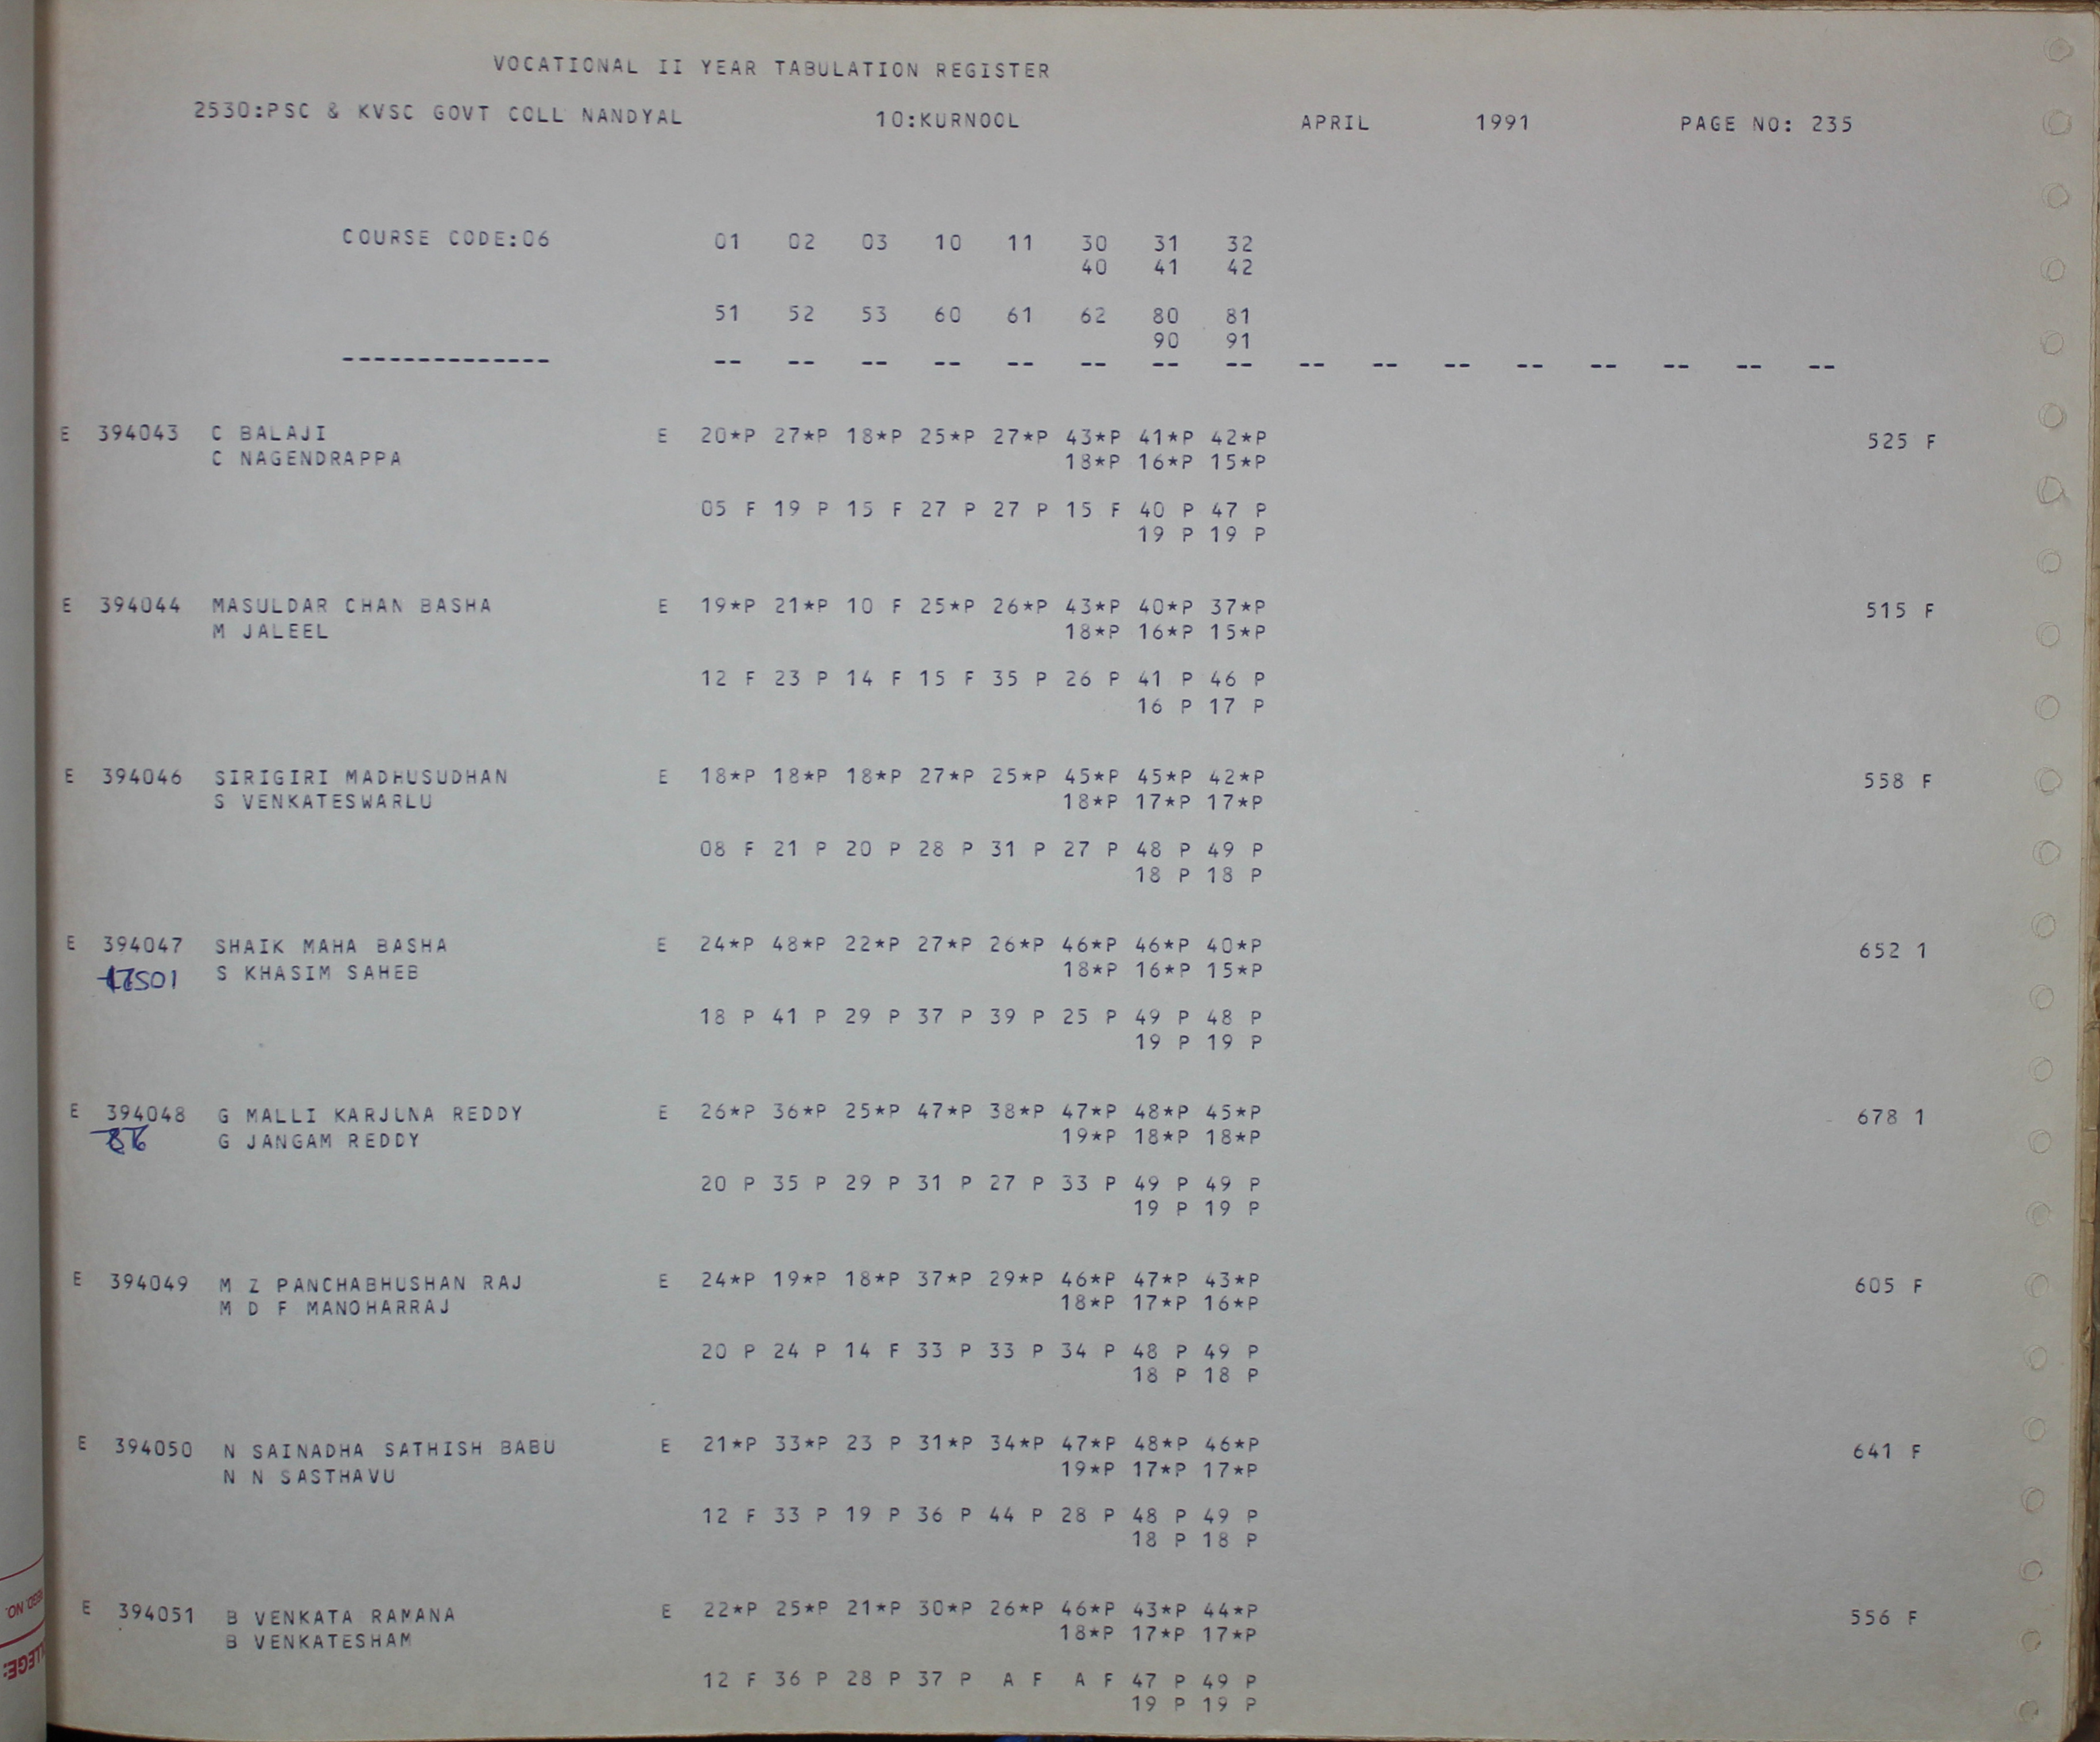 VOCATIONAL II YEAR TABULATION REGISTER
2530:PSC & KVSC GOVT COLL NANDYAL 10:KURNOOL APRIL 1991 PAGE NO: 235
COURSE CODE:06 01 02 03 10 11 30 31 32
40 41 42
51 52 53 60 61 62 80 81
90 91
-------------- -- -- -- -- -- -- -- -- -- -- -- -- -- -- -- --
E 394043 C BALAJI E 20*P 27*P 18*P 25*P 27*P 43*P 41*P 42*P 525 F
C NAGENDRAPPA 18*P 16*P 15*P
05 F 19 P 15 F 27 P 27 P 15 F 40 P 47 P
19 P 19 P
E 394044 MASULDAR CHAN BASHA E 19*P 21*P 10 F 25*P 26*P 43*P 40*P 37*P 515 F
M JALEEL 18*P 16*P 15*P
12 F 23 P 14 F 15 F 35 P 26 P 41 P 46 P
16 P 17 P
E 394046 SIRIGIRI MADHUSUDHAN E 18*P 18*P 18*P 27*P 25*P 45*P 45*P 42*P 558 F
S VENKATESWARLU 18*P 17*P 17*P
08 F 21 P 20 P 28 P 31 P 27 P 48 P 49 P
18 P 18 P
E 394047 SHAIK MAHA BASHA E 24*P 48*P 22*P 27*P 26*P 46*P 46*P 40*P 652 1
S KHASIM SAHEB 18*P 16*P 15*P
18 P 41 P 29 P 37 P 39 P 25 P 49 P 48 P
19 P 19 P
E 394048 G MALLI KARJUNA REDDY E 26*P 36*P 25*P 47*P 38*P 47*P 48*P 45*P 678 1
G JANGAM REDDY 19*P 18*P 18*P
20 P 35 P 29 P 31 P 27 P 33 P 49 P 49 P
19 P 19 P
E 394049 M Z PANCHABHUSHAN RAJ E 24*P 19*P 18*P 37*P 29*P 46*P 47*P 43*P 605 F
M D F MANOHARRAJ 18*P 17*P 16*P
20 P 24 P 14 F 33 P 33 P 34 P 48 P 49 P
18 P 18 P
E 394050 N SAINADHA SATHISH BABU E 21*P 33*P 23 P 31*P 34*P 47*P 48*P 46*P 641 F
N N SASTHAVU 19*P 17*P 17*P
12 F 33 P 19 P 36 P 44 P 28 P 48 P 49 P
18 P 18 P
E 394051 B VENKATA RAMANA E 22*P 25*P 21*P 30*P 26*P 46*P 43*P 44*P 556 F
B VENKATESHAM 18*P 17*P 17*P
12 F 36 P 28 P 37 P A F A F 47 P 49 P
19 P 19 P